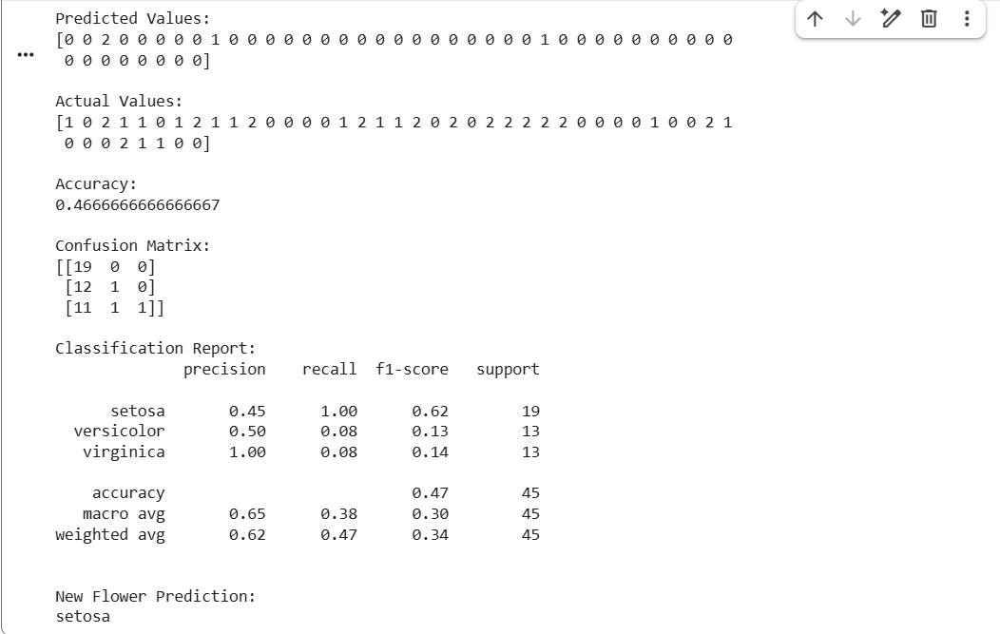 Predicted Values:
[0 0 2 0 0 0 0 0 1 0 0 0 0 0 0 0 0 0 0 0 0 0 0 0 0 0 1 0 0 0 0 0 0 0 0 0 0
 0 0 0 0 0 0 0 0]

Actual Values:
[1 0 2 1 1 0 1 2 1 1 2 0 0 0 0 1 2 1 1 2 0 2 0 2 2 2 2 2 0 0 0 0 1 0 0 2 1
 0 0 0 2 1 1 0 0]

Accuracy:
0.4666666666666667

Confusion Matrix:
[[19  0  0]
 [12  1  0]
 [11  1  1]]

Classification Report:
              precision    recall  f1-score   support

      setosa       0.45      1.00      0.62        19
  versicolor       0.50      0.08      0.13        13
   virginica       1.00      0.08      0.14        13

    accuracy                           0.47        45
   macro avg       0.65      0.38      0.30        45
weighted avg       0.62      0.47      0.34        45


New Flower Prediction:
setosa